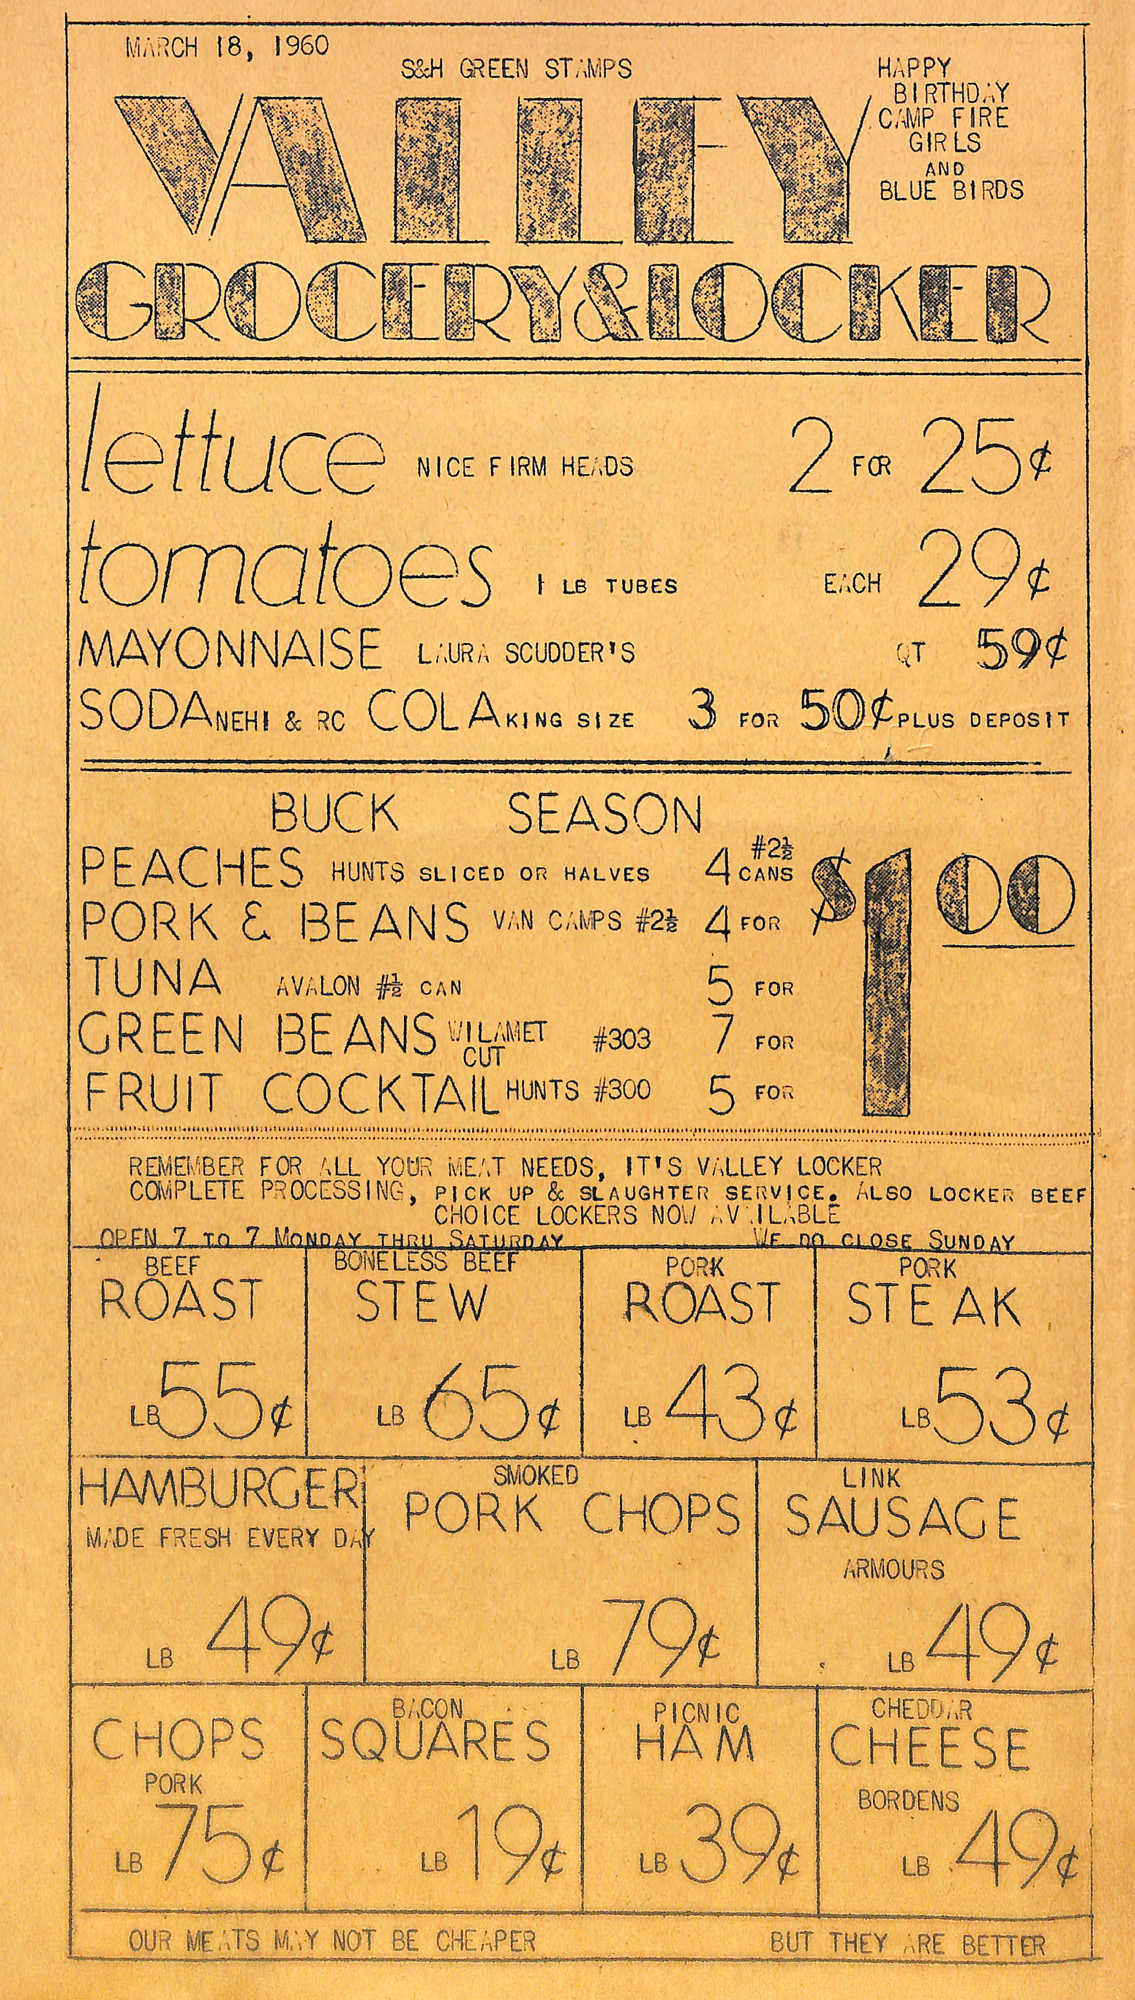 MARCH 18, 1960
S&H GREEN STAMPS
HAPPY
BIRTHDAY
CAMP FIRE
GIRLS
AND
BLUE BIRDS
VALLEY
GROCERY&LOCKER
lettuce NICE FIRM HEADS 2 FOR 25¢
tomatoes 1 LB TUBES EACH 29¢
MAYONNAISE LAURA SCUDDER'S QT 59¢
SODA NEHI & RC COLA KING SIZE 3 FOR 50¢ PLUS DEPOSIT
BUCK SEASON
PEACHES HUNTS SLICED OR HALVES 4 #2½ CANS $1.00
PORK & BEANS VAN CAMPS #2½ 4 FOR
TUNA AVALON #½ CAN 5 FOR
GREEN BEANS WILAMET CUT #303 7 FOR
FRUIT COCKTAIL HUNTS #300 5 FOR
REMEMBER FOR ALL YOUR MEAT NEEDS, IT'S VALLEY LOCKER
COMPLETE PROCESSING, PICK UP & SLAUGHTER SERVICE. ALSO LOCKER BEEF
CHOICE LOCKERS NOW AVAILABLE
OPEN 7 TO 7 MONDAY THRU SATURDAY WE DO CLOSE SUNDAY
BEEF
ROAST
LB 55¢
BONELESS BEEF
STEW
LB 65¢
PORK
ROAST
LB 43¢
PORK
STEAK
LB 53¢
HAMBURGER
MADE FRESH EVERY DAY
LB 49¢
SMOKED
PORK CHOPS
LB 79¢
LINK
SAUSAGE
ARMOURS
LB 49¢
CHOPS
PORK
LB 75¢
BACON
SQUARES
LB 19¢
PICNIC
HAM
LB 39¢
CHEDDAR
CHEESE
BORDENS
LB 49¢
OUR MEATS MAY NOT BE CHEAPER BUT THEY ARE BETTER